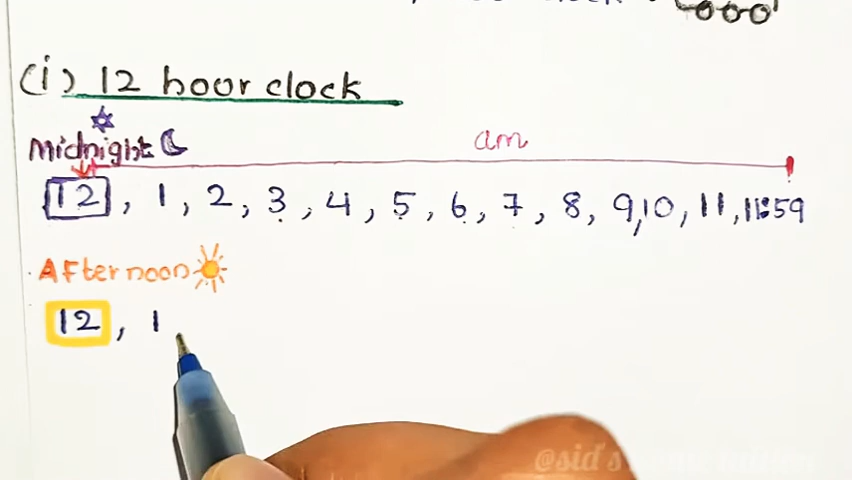 (i) 12 hour clock
Midnight
am
12, 1, 2, 3, 4, 5, 6, 7, 8, 9, 10, 11, 11:59
Afternoon
12, 1